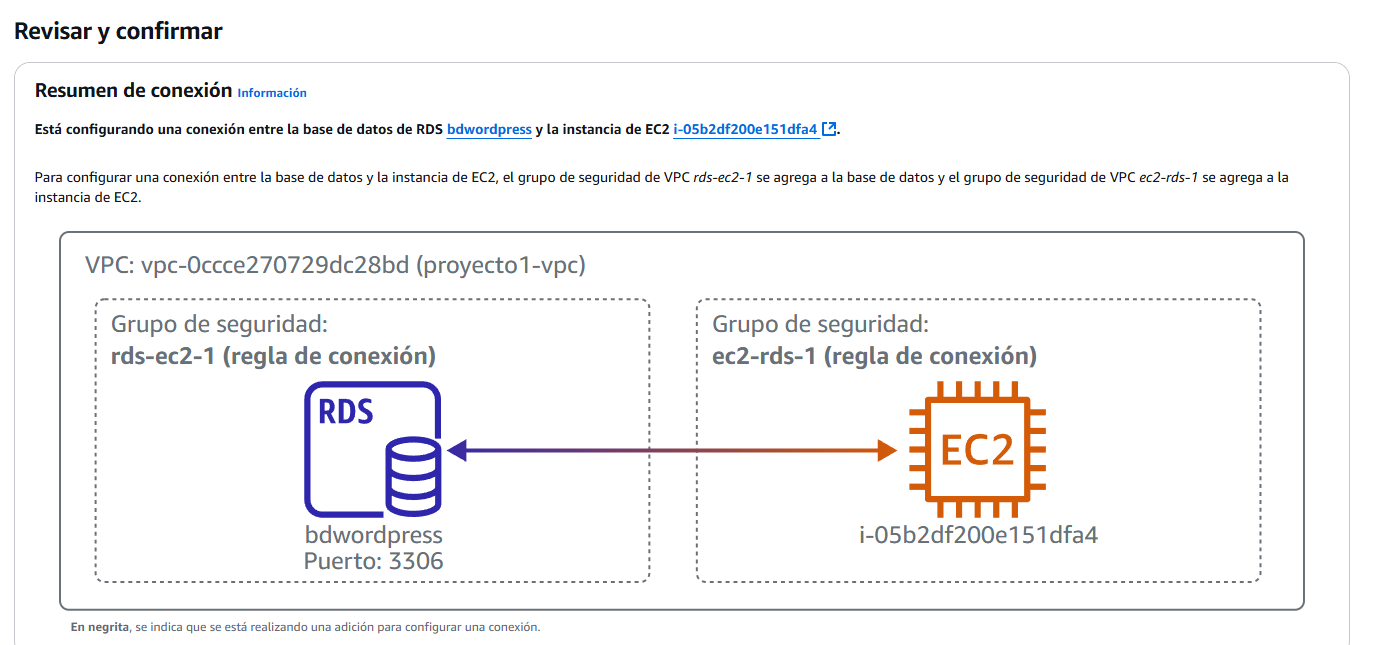 Revisar y confirmar
Resumen de conexión Información
Está configurando una conexión entre la base de datos de RDS bdwordpress y la instancia de EC2 i-05b2df200e151dfa4.
Para configurar una conexión entre la base de datos y la instancia de EC2, el grupo de seguridad de VPC rds-ec2-1 se agrega a la base de datos y el grupo de seguridad de VPC ec2-rds-1 se agrega a la
instancia de EC2.
VPC: vpc-0ccce270729dc28bd (proyecto1-vpc)
Grupo de seguridad:
rds-ec2-1 (regla de conexión)
RDS
bdwordpress
Puerto: 3306
Grupo de seguridad:
ec2-rds-1 (regla de conexión)
EC2
i-05b2df200e151dfa4
En negrita, se indica que se está realizando una adición para configurar una conexión.